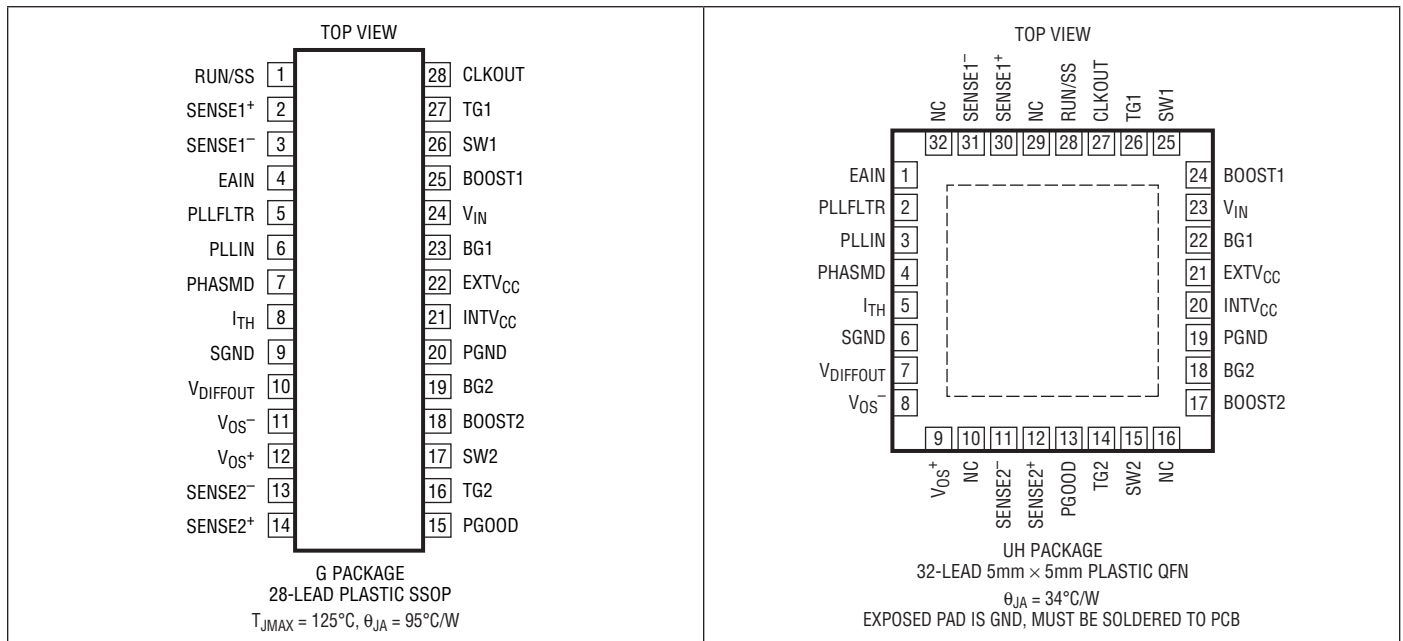 TOP VIEW
RUN/SS 1
SENSE1+ 2
SENSE1– 3
EAIN 4
PLLFLTR 5
PLLIN 6
PHASMD 7
ITH 8
SGND 9
VDIFFOUT 10
VOS– 11
VOS+ 12
SENSE2– 13
SENSE2+ 14
28 CLKOUT
27 TG1
26 SW1
25 BOOST1
24 VIN
23 BG1
22 EXTVCC
21 INTVCC
20 PGND
19 BG2
18 BOOST2
17 SW2
16 TG2
15 PGOOD
G PACKAGE
28-LEAD PLASTIC SSOP
TJMAX = 125°C, θJA = 95°C/W
TOP VIEW
NC
SENSE1–
SENSE1+
NC
RUN/SS
CLKOUT
TG1
SW1
32 31 30 29 28 27 26 25
EAIN 1
PLLFLTR 2
PLLIN 3
PHASMD 4
ITH 5
SGND 6
VDIFFOUT 7
VOS– 8
24 BOOST1
23 VIN
22 BG1
21 EXTVCC
20 INTVCC
19 PGND
18 BG2
17 BOOST2
9 10 11 12 13 14 15 16
VOS+
NC
SENSE2–
SENSE2+
PGOOD
TG2
SW2
NC
UH PACKAGE
32-LEAD 5mm × 5mm PLASTIC QFN
θJA = 34°C/W
EXPOSED PAD IS GND, MUST BE SOLDERED TO PCB